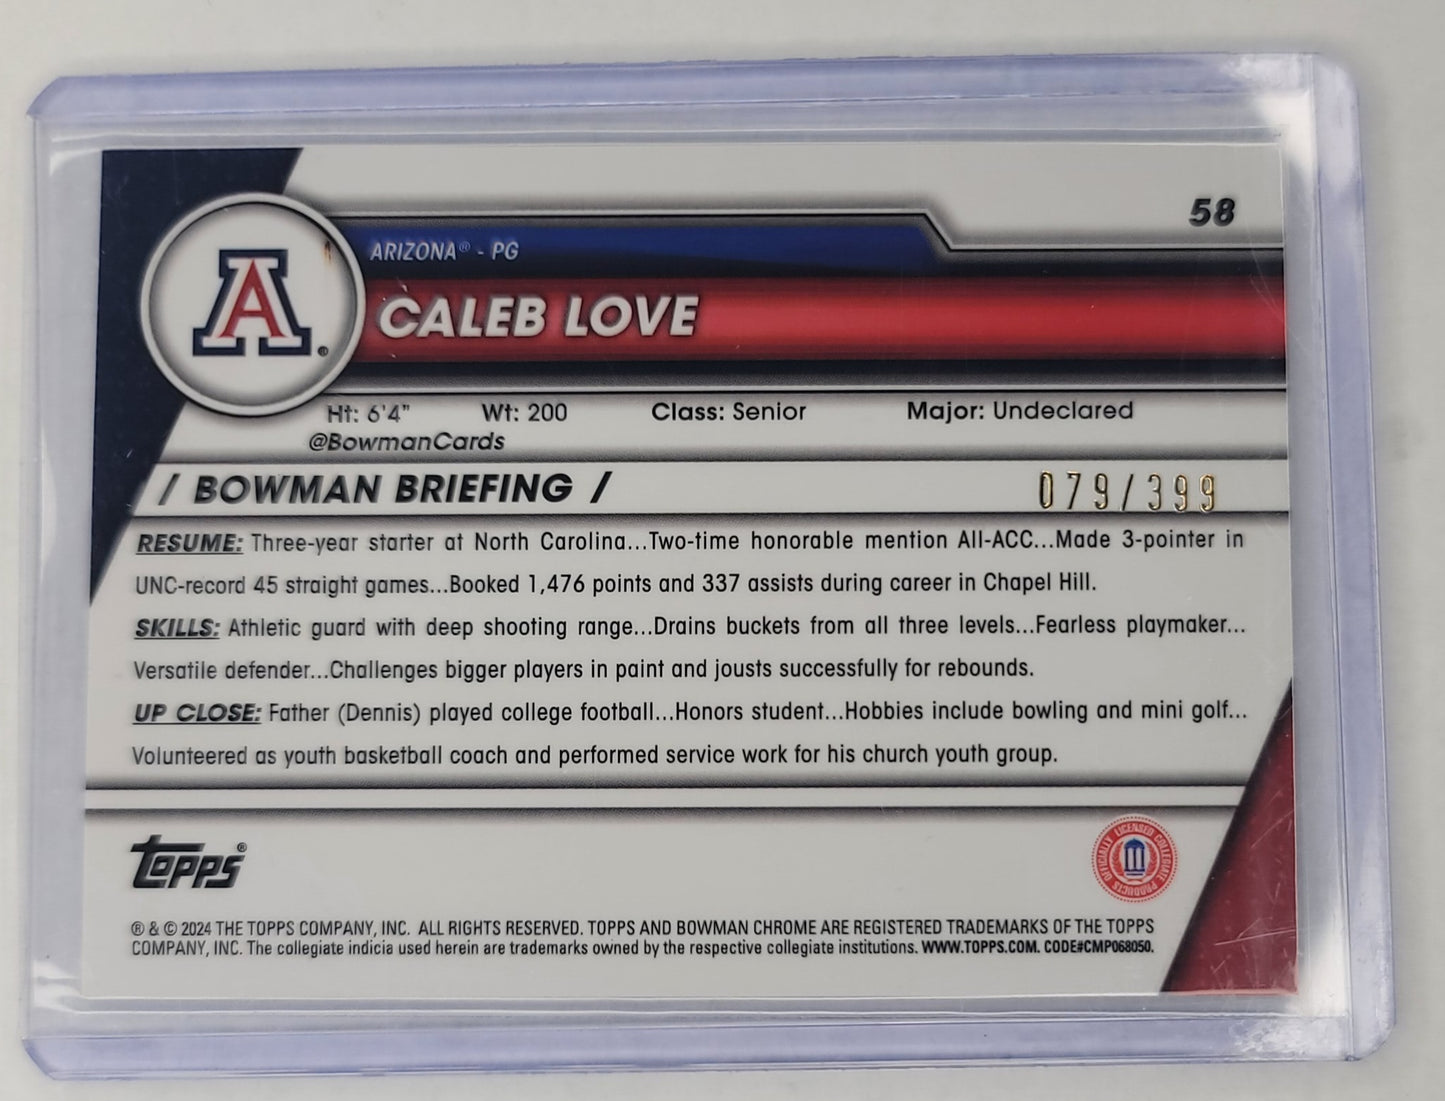 58
ARIZONA® - PG
A®
CALEB LOVE
Ht: 6'4" Wt: 200 Class: Senior Major: Undeclared
@BowmanCards
/ BOWMAN BRIEFING / 079/399
RESUME: Three-year starter at North Carolina...Two-time honorable mention All-ACC...Made 3-pointer in
UNC-record 45 straight games...Booked 1,476 points and 337 assists during career in Chapel Hill.
SKILLS: Athletic guard with deep shooting range...Drains buckets from all three levels...Fearless playmaker...
Versatile defender...Challenges bigger players in paint and jousts successfully for rebounds.
UP CLOSE: Father (Dennis) played college football...Honors student...Hobbies include bowling and mini golf...
Volunteered as youth basketball coach and performed service work for his church youth group.
Topps®
OFFICIALLY LICENSED COLLEGIATE PRODUCTS
® & © 2024 THE TOPPS COMPANY, INC. ALL RIGHTS RESERVED. TOPPS AND BOWMAN CHROME ARE REGISTERED TRADEMARKS OF THE TOPPS
COMPANY, INC. The collegiate indicia used herein are trademarks owned by the respective collegiate institutions. WWW.TOPPS.COM. CODE#CMP068050.